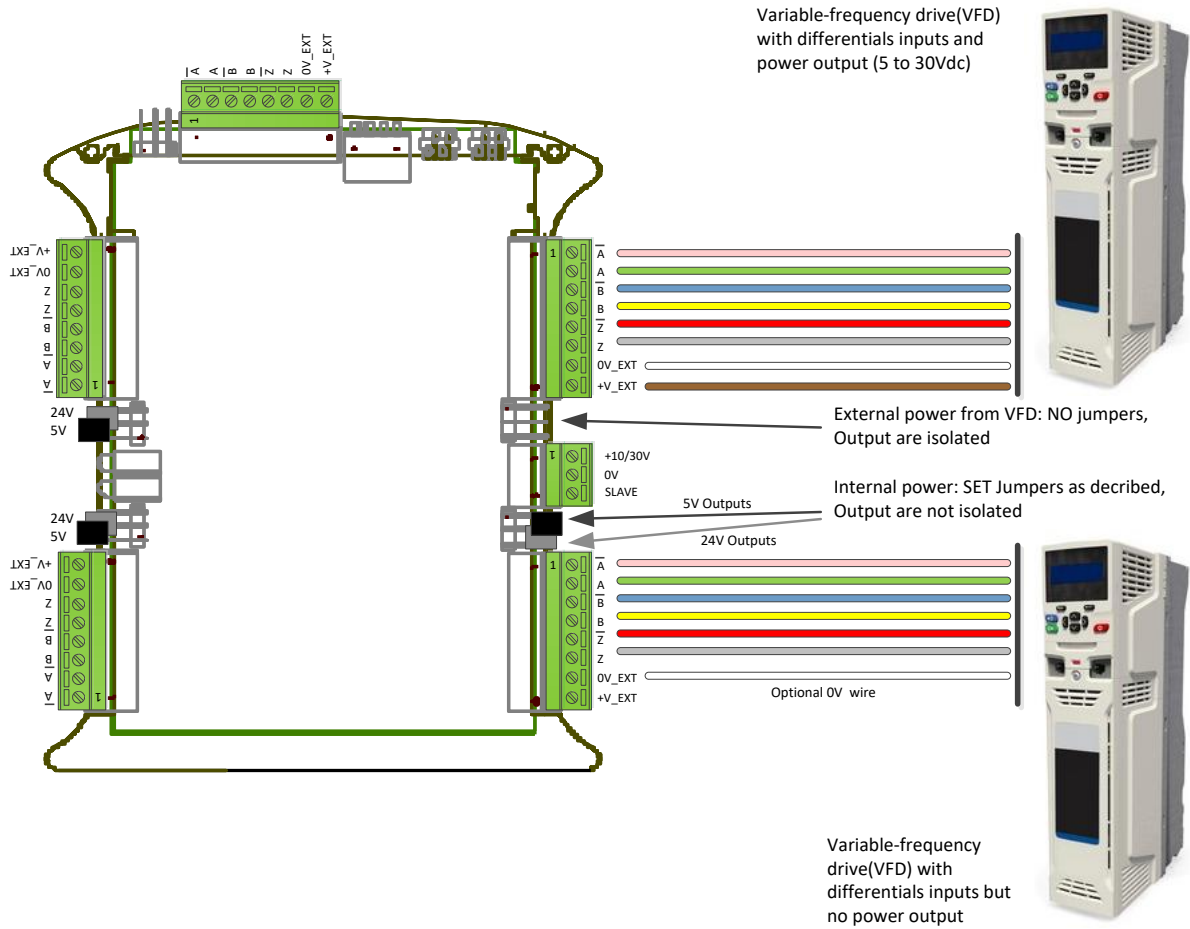 Variable-frequency drive(VFD)
with differentials inputs and
power output (5 to 30Vdc)
A̅
A
B̅
B
Z̅
Z
0V_EXT
+V_EXT
1
+V_EXT
0V_EXT
Z
Z̅
B
B̅
A
A̅
1
24V
5V
1
A̅
A
B̅
B
Z̅
Z
0V_EXT
+V_EXT
External power from VFD: NO jumpers,
Output are isolated
1
+10/30V
0V
SLAVE
Internal power: SET Jumpers as decribed,
Output are not isolated
5V Outputs
24V Outputs
24V
5V
+V_EXT
0V_EXT
Z
Z̅
B
B̅
A
A̅
1
1
A̅
A
B̅
B
Z̅
Z
0V_EXT
+V_EXT
Optional 0V wire
Variable-frequency
drive(VFD) with
differentials inputs but
no power output